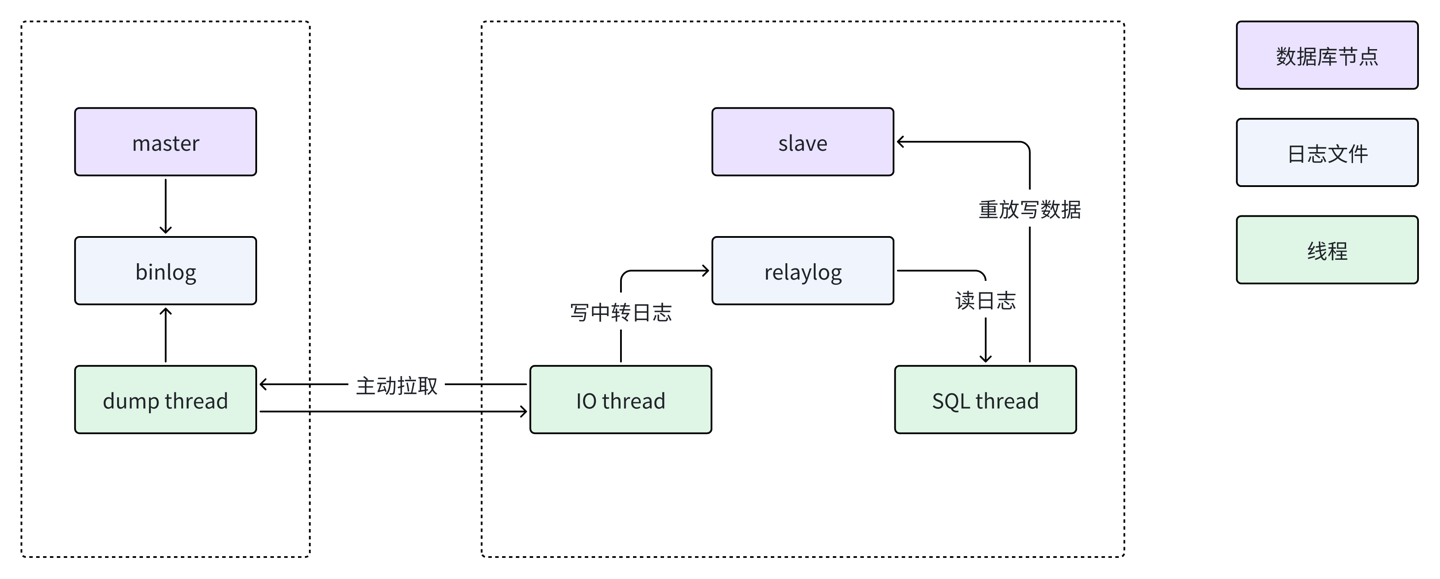 master
binlog
dump thread
主动拉取
slave
重放写数据
relaylog
写中转日志
读日志
IO thread
SQL thread
数据库节点
日志文件
线程